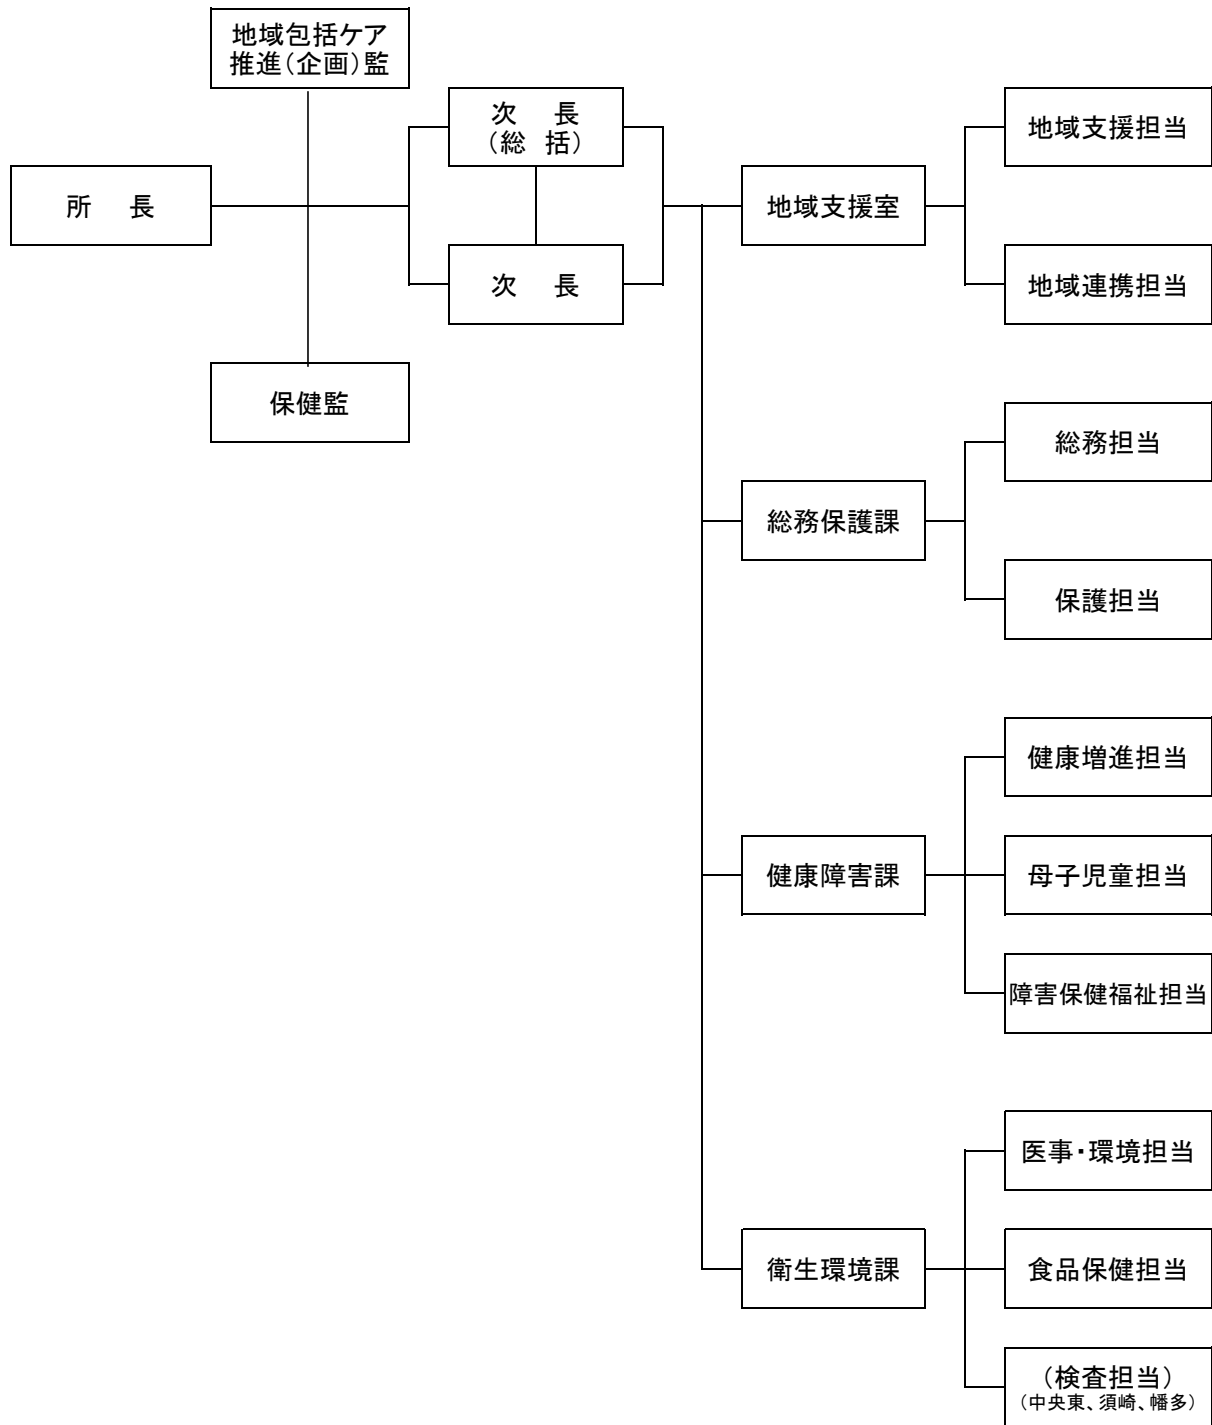 地域包括ケア
推進(企画)監
次 長
(総 括)
所 長
次 長
保健監
地域支援室
地域支援担当
地域連携担当
総務保護課
総務担当
保護担当
健康障害課
健康増進担当
母子児童担当
障害保健福祉担当
衛生環境課
医事・環境担当
食品保健担当
(検査担当)
(中央東、須崎、幡多)